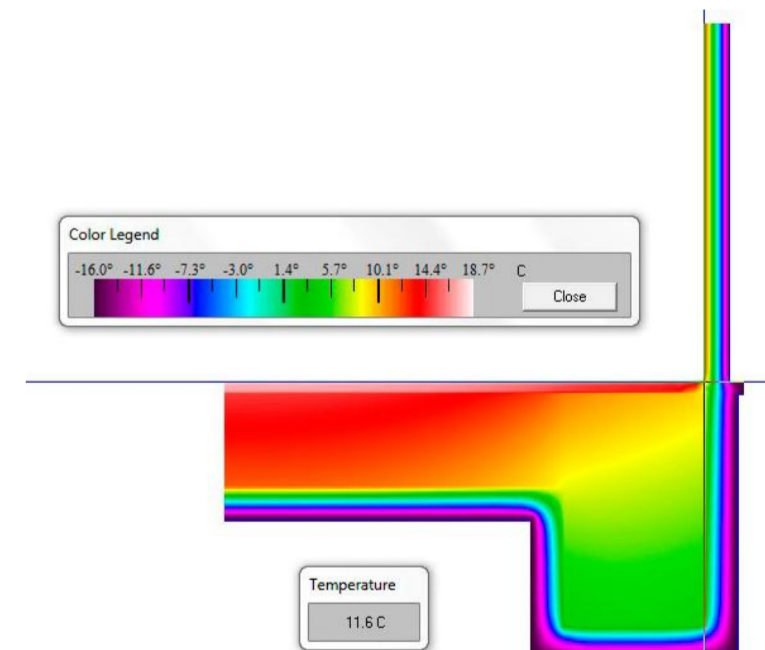 Color Legend
-16.0° -11.6° -7.3° -3.0° 1.4° 5.7° 10.1° 14.4° 18.7° C
Close
Temperature
11.6 C